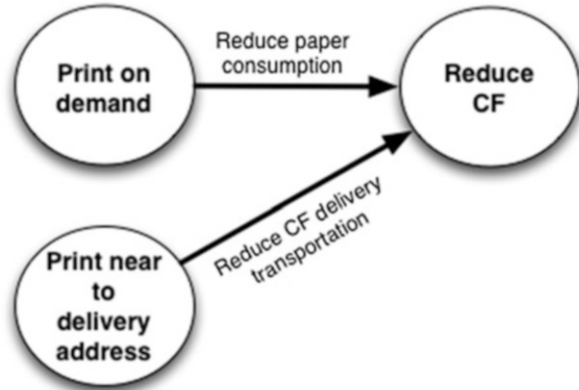 Print on
demand
Reduce paper
consumption
Reduce
CF
Print near
to
delivery
address
Reduce CF delivery
transportation